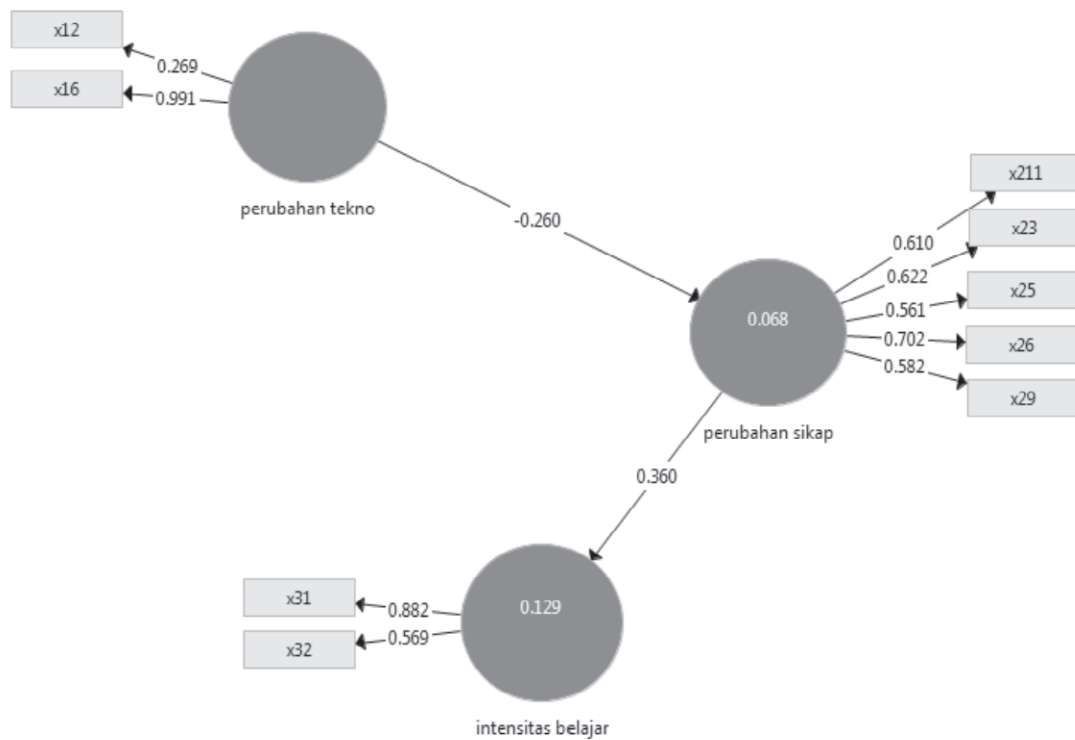 x12
0.269
x16
0.991
perubahan tekno
-0.260
x211
0.610
x23
0.622
x25
0.561
0.068
x26
0.702
x29
0.582
perubahan sikap
0.360
x31
0.882
0.129
x32
0.569
intensitas belajar